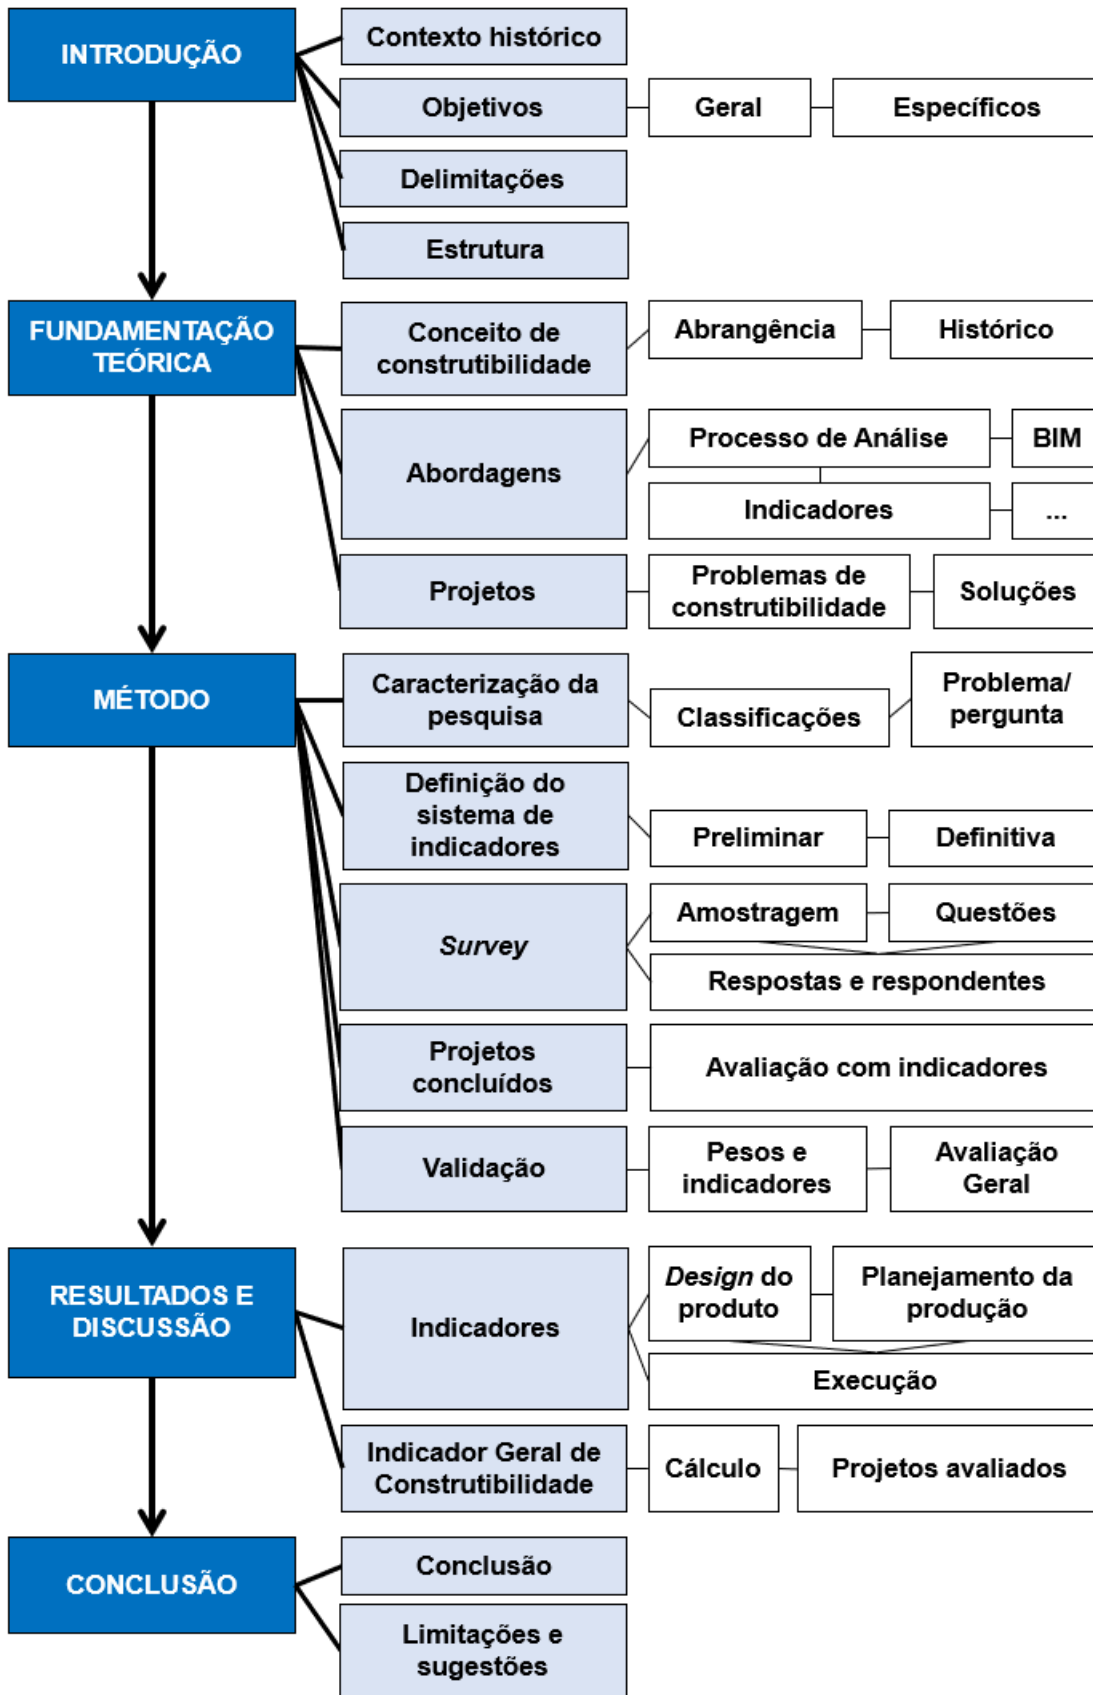 INTRODUÇÃO
Contexto histórico
Objetivos
Geral
Específicos
Delimitações
Estrutura
FUNDAMENTAÇÃO
TEÓRICA
Conceito de
construtibilidade
Abrangência
Histórico
Abordagens
Processo de Análise
BIM
Indicadores
...
Projetos
Problemas de
construtibilidade
Soluções
MÉTODO
Caracterização da
pesquisa
Classificações
Problema/
pergunta
Definição do
sistema de
indicadores
Preliminar
Definitiva
Survey
Amostragem
Questões
Respostas e respondentes
Projetos
concluídos
Avaliação com indicadores
Validação
Pesos e
indicadores
Avaliação
Geral
RESULTADOS E
DISCUSSÃO
Indicadores
Design do
produto
Planejamento da
produção
Execução
Indicador Geral de
Construtibilidade
Cálculo
Projetos avaliados
CONCLUSÃO
Conclusão
Limitações e
sugestões